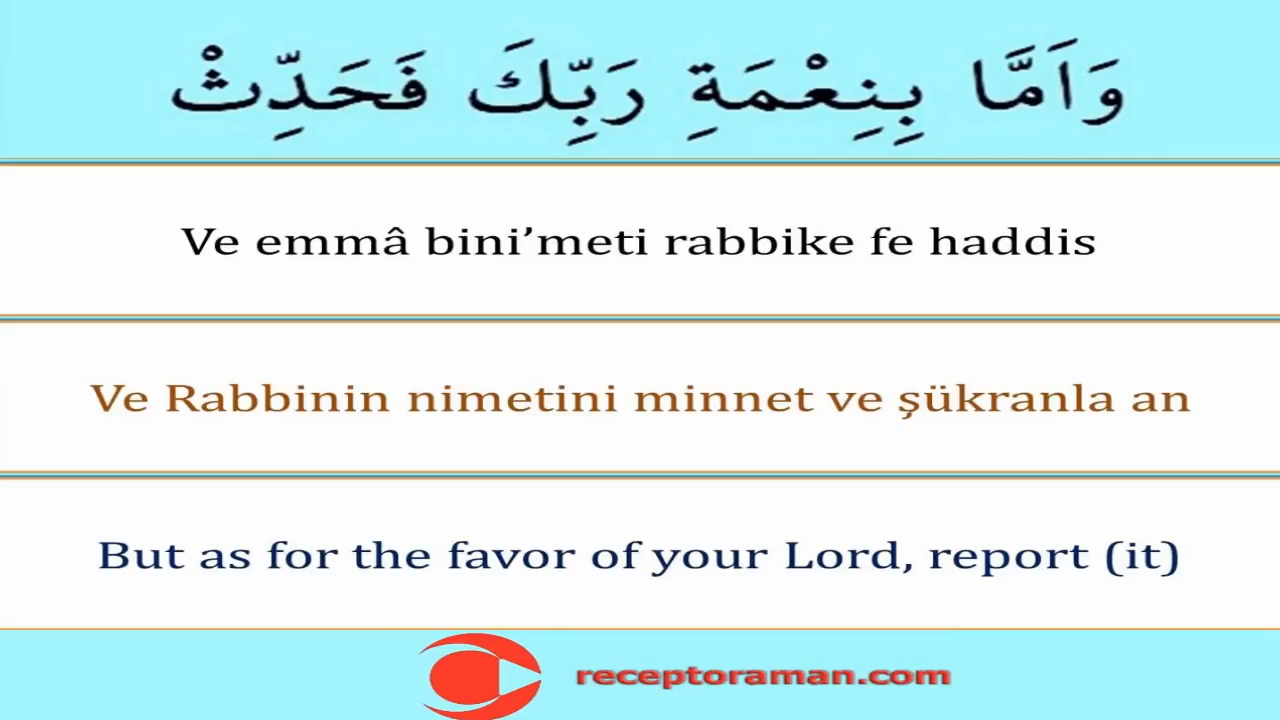 وَاَمَّا بِنِعْمَةِ رَبِّكَ فَحَدِّثْ
Ve emmâ bini’meti rabbike fe haddis
Ve Rabbinin nimetini minnet ve şükranla an
But as for the favor of your Lord, report (it)
receptoraman.com